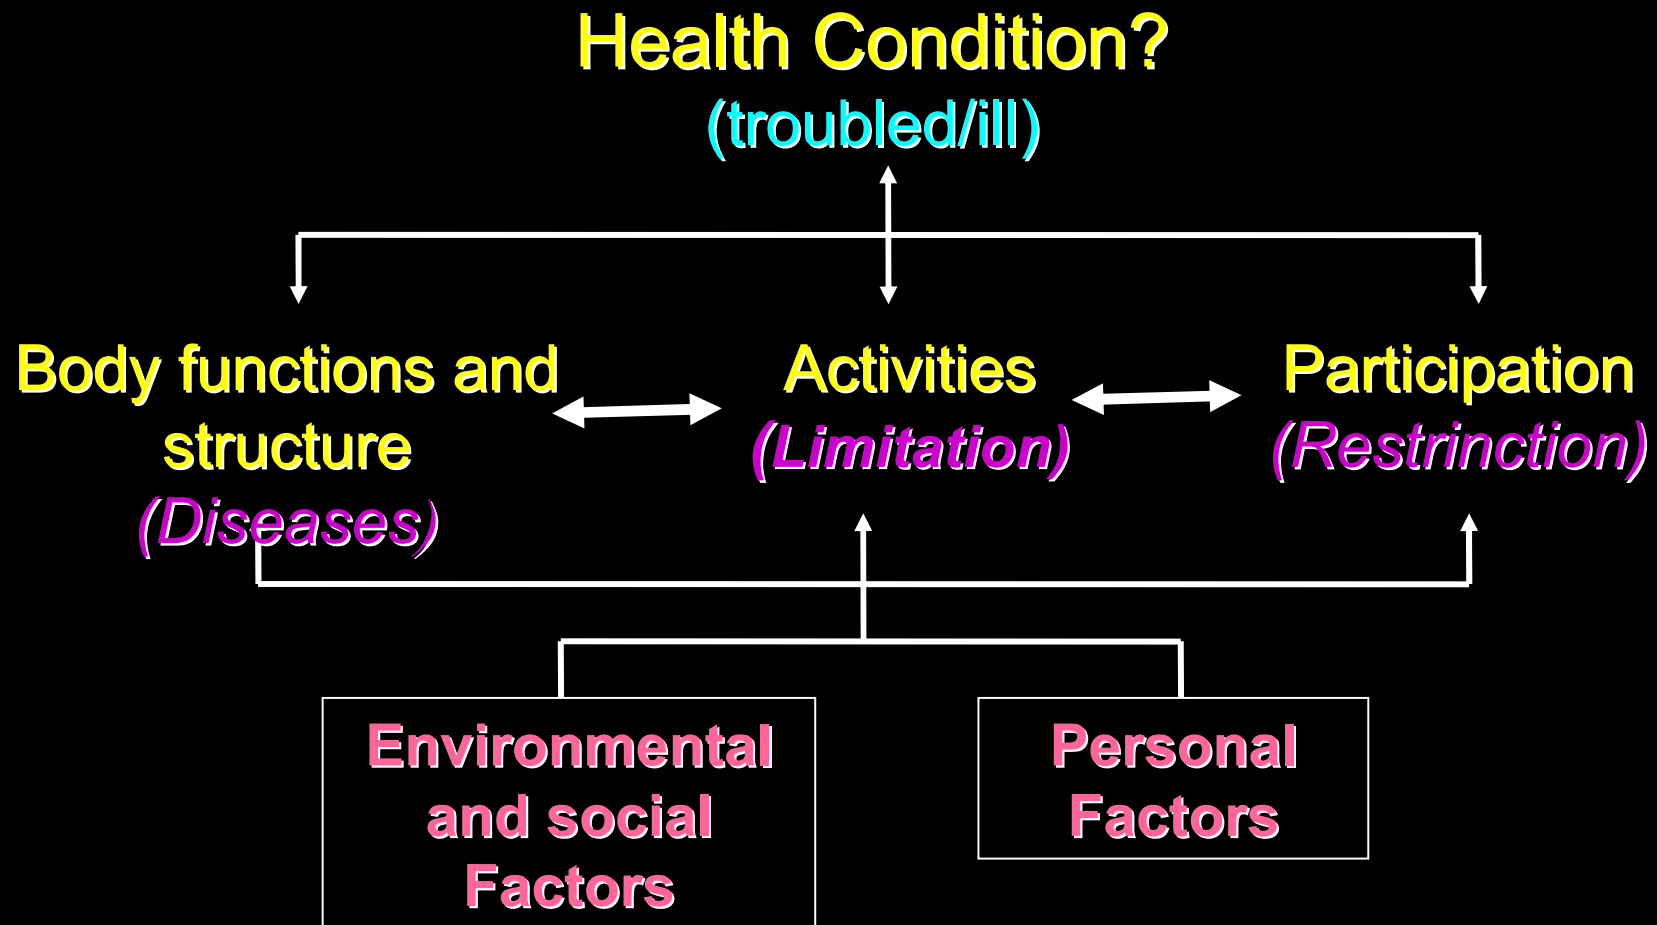 Health Condition?
(troubled/ill)
Body functions and
structure
(Diseases)
Activities
(Limitation)
Participation
(Restrinction)
Environmental
and social
Factors
Personal
Factors